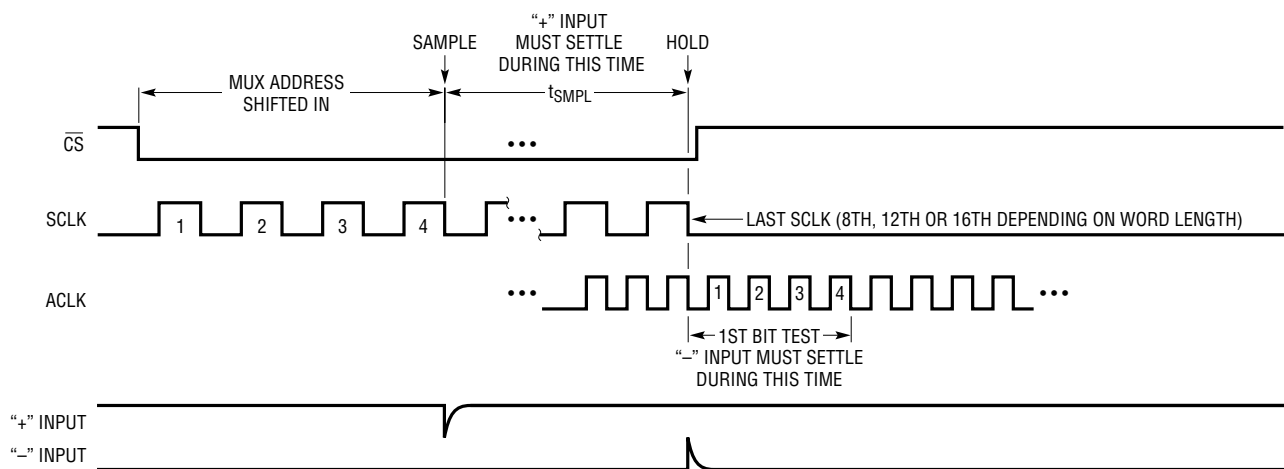 “+” INPUT
MUST SETTLE
DURING THIS TIME
SAMPLE
HOLD
MUX ADDRESS
SHIFTED IN
tSMPL
CS
•••
SCLK
1 2 3 4
•••
LAST SCLK (8TH, 12TH OR 16TH DEPENDING ON WORD LENGTH)
ACLK
•••
1 2 3 4
•••
1ST BIT TEST
“–” INPUT MUST SETTLE
DURING THIS TIME
“+” INPUT
“–” INPUT